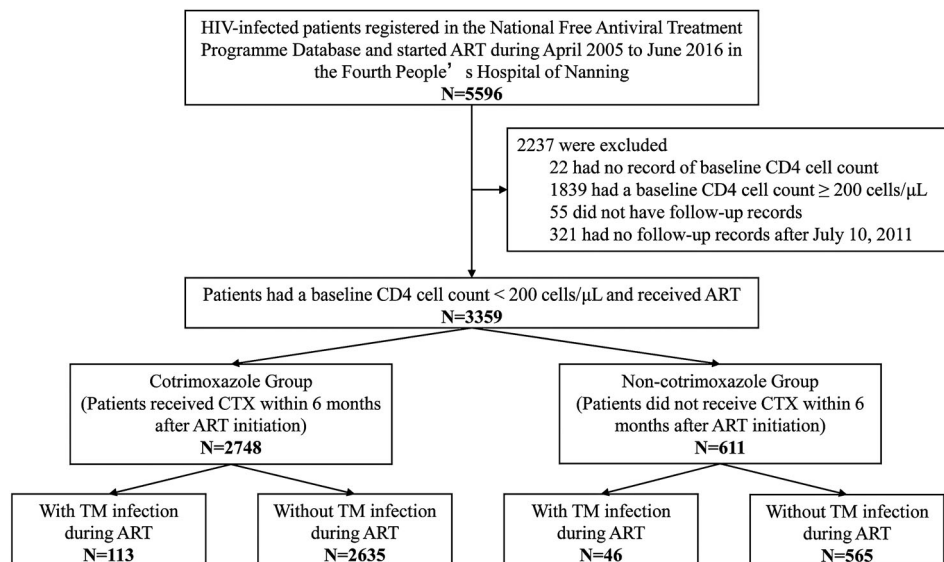 HIV-infected patients registered in the National Free Antiviral Treatment
Programme Database and started ART during April 2005 to June 2016 in
the Fourth People’ s Hospital of Nanning
N=5596
2237 were excluded
22 had no record of baseline CD4 cell count
1839 had a baseline CD4 cell count ≥ 200 cells/μL
55 did not have follow-up records
321 had no follow-up records after July 10, 2011
Patients had a baseline CD4 cell count < 200 cells/μL and received ART
N=3359
Cotrimoxazole Group
(Patients received CTX within 6 months
after ART initiation)
N=2748
Non-cotrimoxazole Group
(Patients did not receive CTX within 6
months after ART initiation)
N=611
With TM infection
during ART
N=113
Without TM infection
during ART
N=2635
With TM infection
during ART
N=46
Without TM infection
during ART
N=565